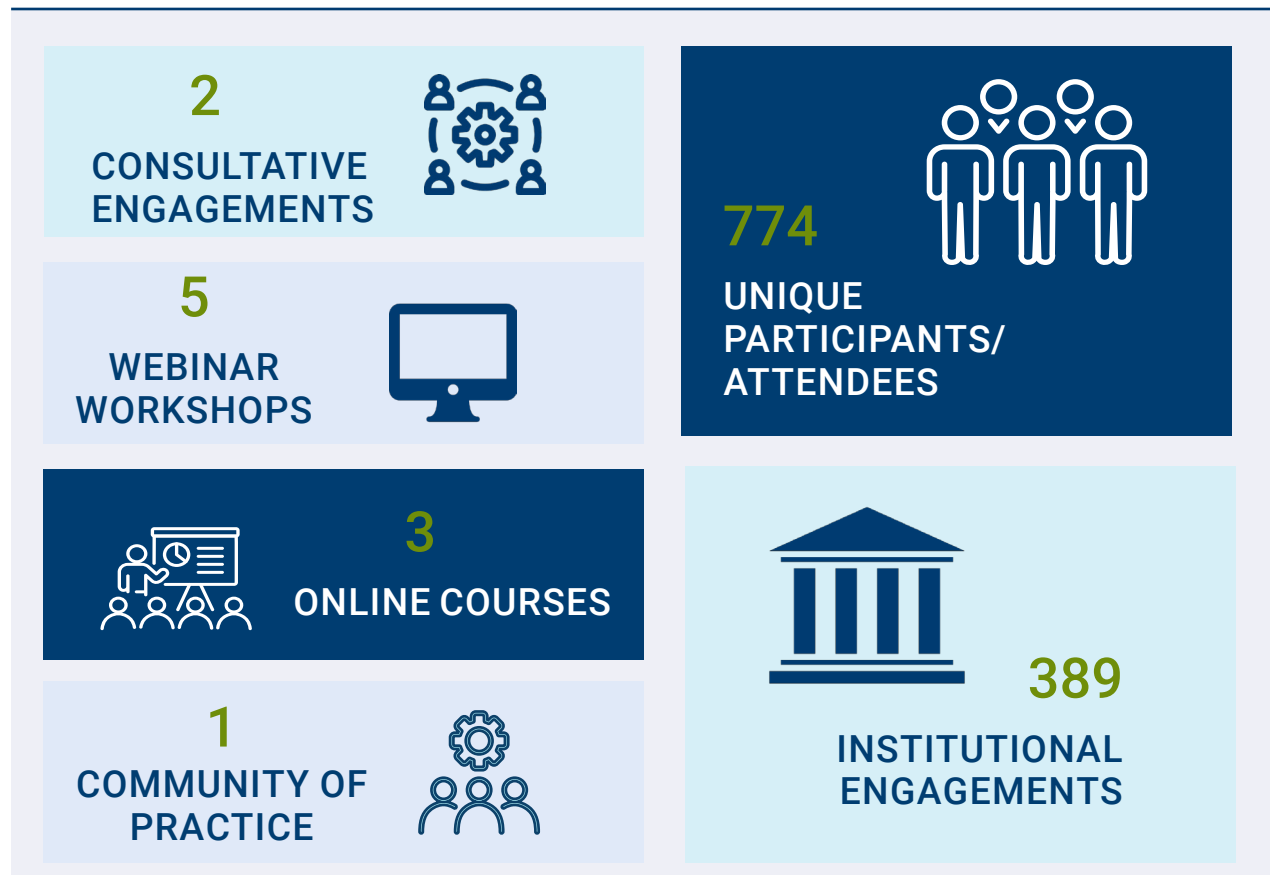 2
CONSULTATIVE
ENGAGEMENTS
5
WEBINAR
WORKSHOPS
3
ONLINE COURSES
1
COMMUNITY OF
PRACTICE
774
UNIQUE
PARTICIPANTS/
ATTENDEES
389
INSTITUTIONAL
ENGAGEMENTS